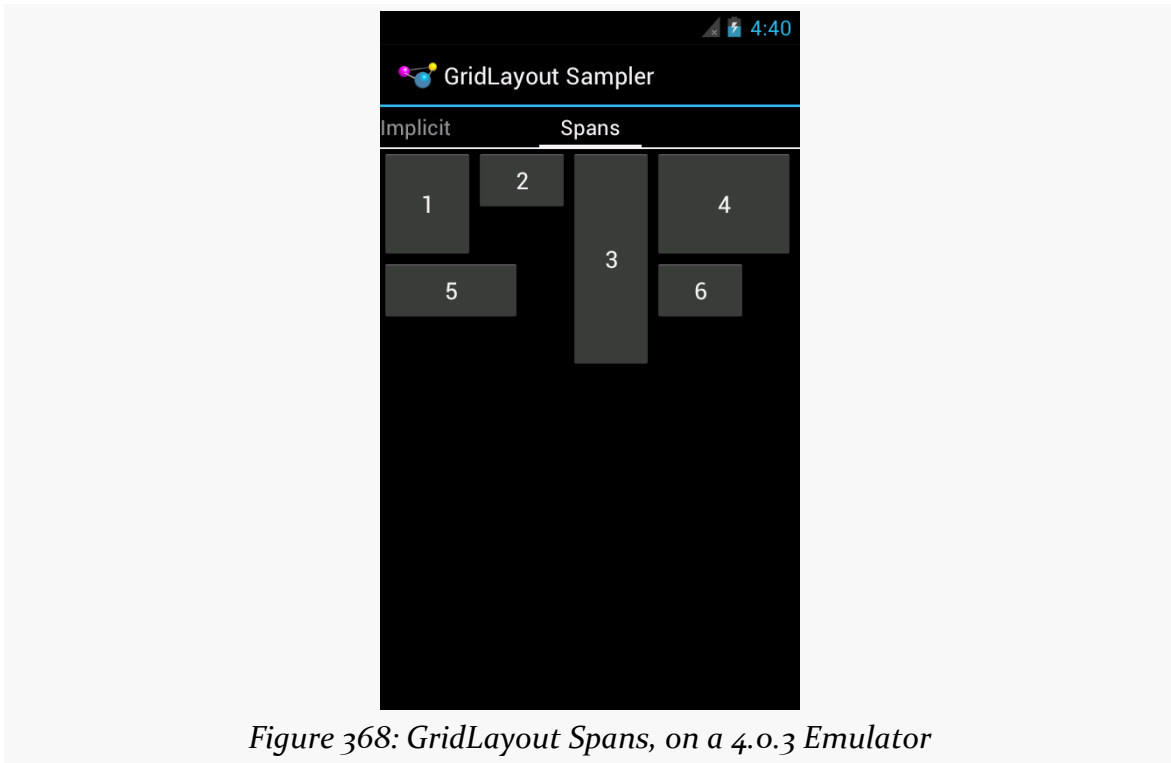 4:40
GridLayout Sampler
Implicit Spans
1 2 3 4
5 6
Figure 368: GridLayout Spans, on a 4.0.3 Emulator